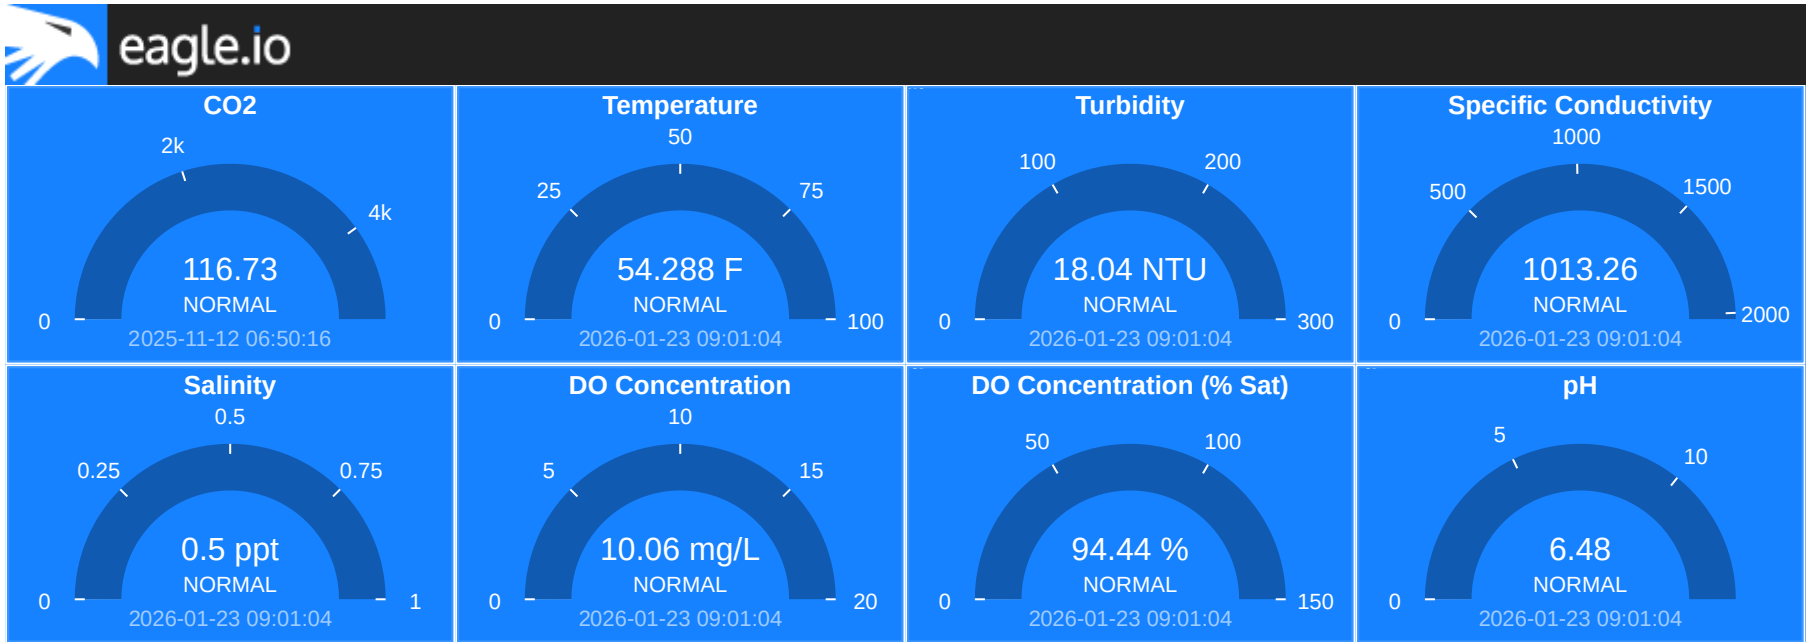 eagle.io
CO2
2k
4k
0
116.73
NORMAL
2025-11-12 06:50:16
Temperature
50
25
75
0
100
54.288 F
NORMAL
2026-01-23 09:01:04
Turbidity
100
200
0
300
18.04 NTU
NORMAL
2026-01-23 09:01:04
Specific Conductivity
1000
500
1500
0
2000
1013.26
NORMAL
2026-01-23 09:01:04
Salinity
0.5
0.25
0.75
0
1
0.5 ppt
NORMAL
2026-01-23 09:01:04
DO Concentration
10
5
15
0
20
10.06 mg/L
NORMAL
2026-01-23 09:01:04
DO Concentration (% Sat)
50
100
0
150
94.44 %
NORMAL
2026-01-23 09:01:04
pH
5
10
0
6.48
NORMAL
2026-01-23 09:01:04